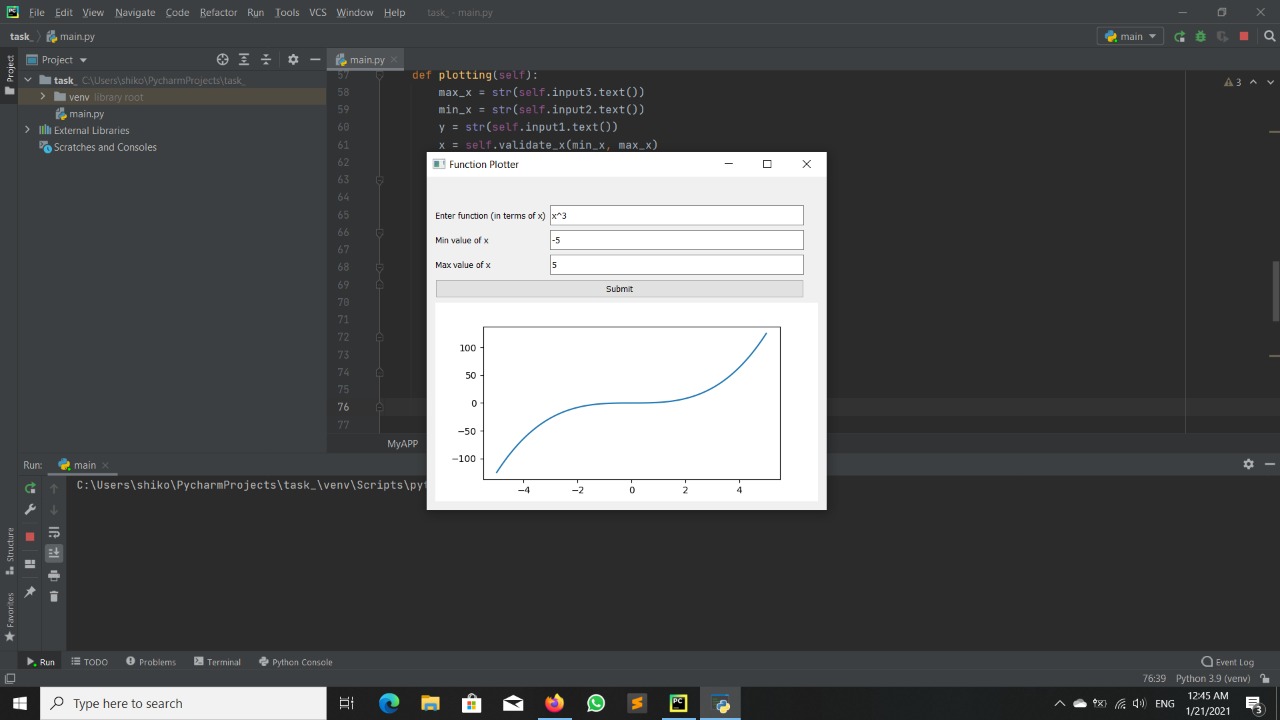 File Edit View Navigate Code Refactor Run Tools VCS Window Help task_ - main.py
task_ main.py main
Project main.py
task_ C:\Users\shiko\PycharmProjects\task_
venv library root
main.py
External Libraries
Scratches and Consoles
Project
Structure
Favorites
57 def plotting(self):
58 max_x = str(self.input3.text())
59 min_x = str(self.input2.text())
60 y = str(self.input1.text())
61 x = self.validate_x(min_x, max_x)
62
63
64
65
66
67
68
69
70
71
72
73
74
75
76
77
3
MyAPP
Function Plotter
Enter function (in terms of x) x^3
Min value of x -5
Max value of x 5
Submit
100
50
0
−50
−100
−4 −2 0 2 4
Run: main
C:\Users\shiko\PycharmProjects\task_\venv\Scripts\pyt
Run TODO Problems Terminal Python Console Event Log
76:39 Python 3.9 (venv)
Type here to search
ENG
12:45 AM
1/21/2021
3